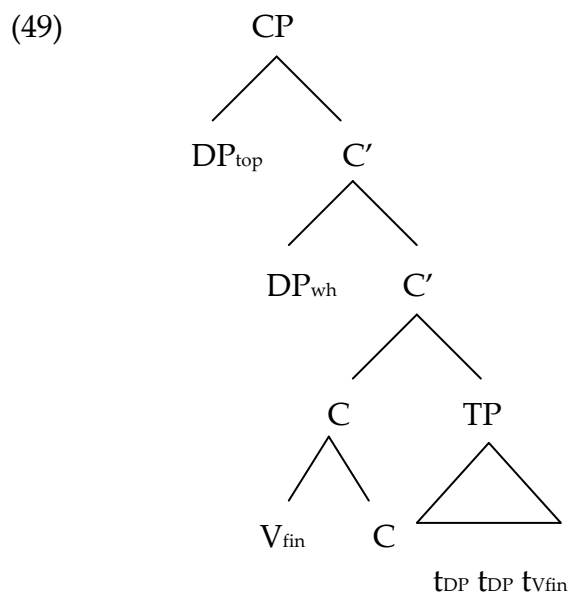 (49) CP
DPtop C′
DPwh C′
C TP
Vfin C
tDP tDP tVfin